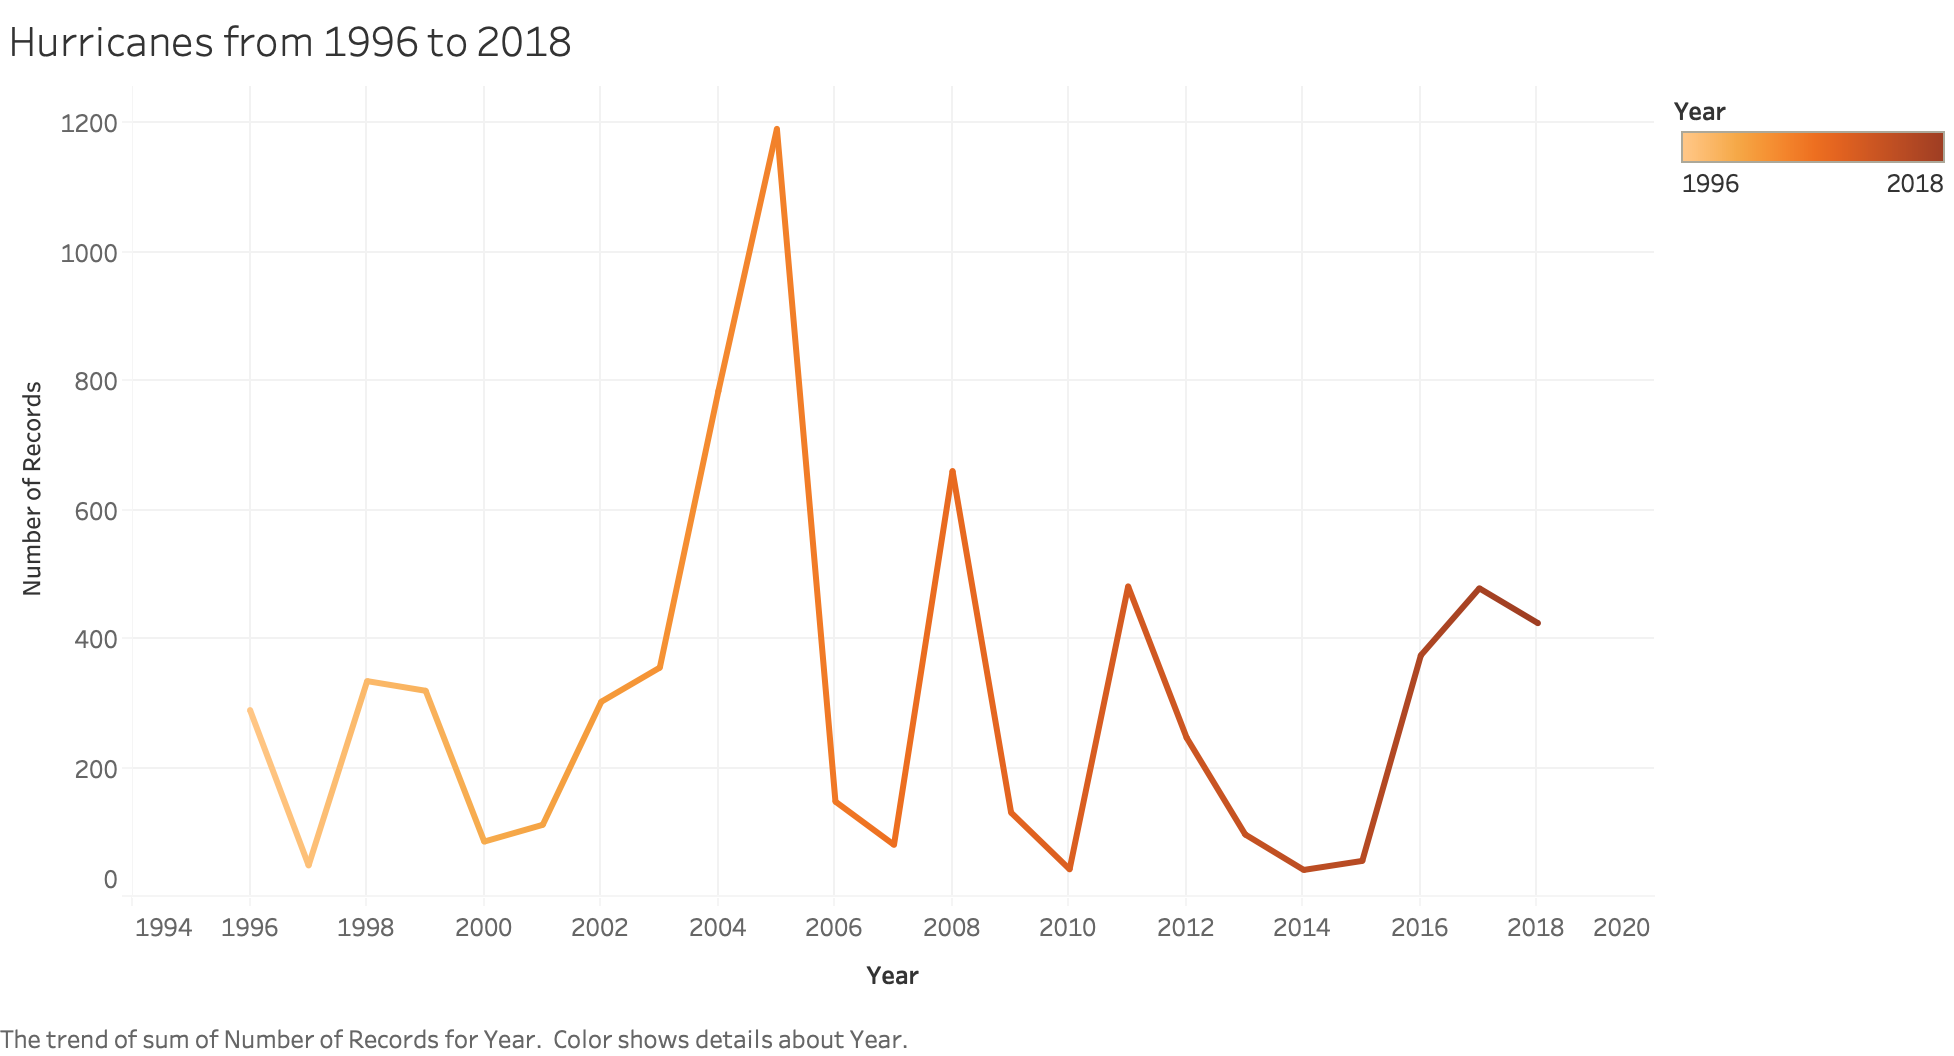 Hurricanes from 1996 to 2018
Year
1996 2018
Number of Records
1200
1000
800
600
400
200
0
1994 1996 1998 2000 2002 2004 2006 2008 2010 2012 2014 2016 2018 2020
Year
The trend of sum of Number of Records for Year.  Color shows details about Year.